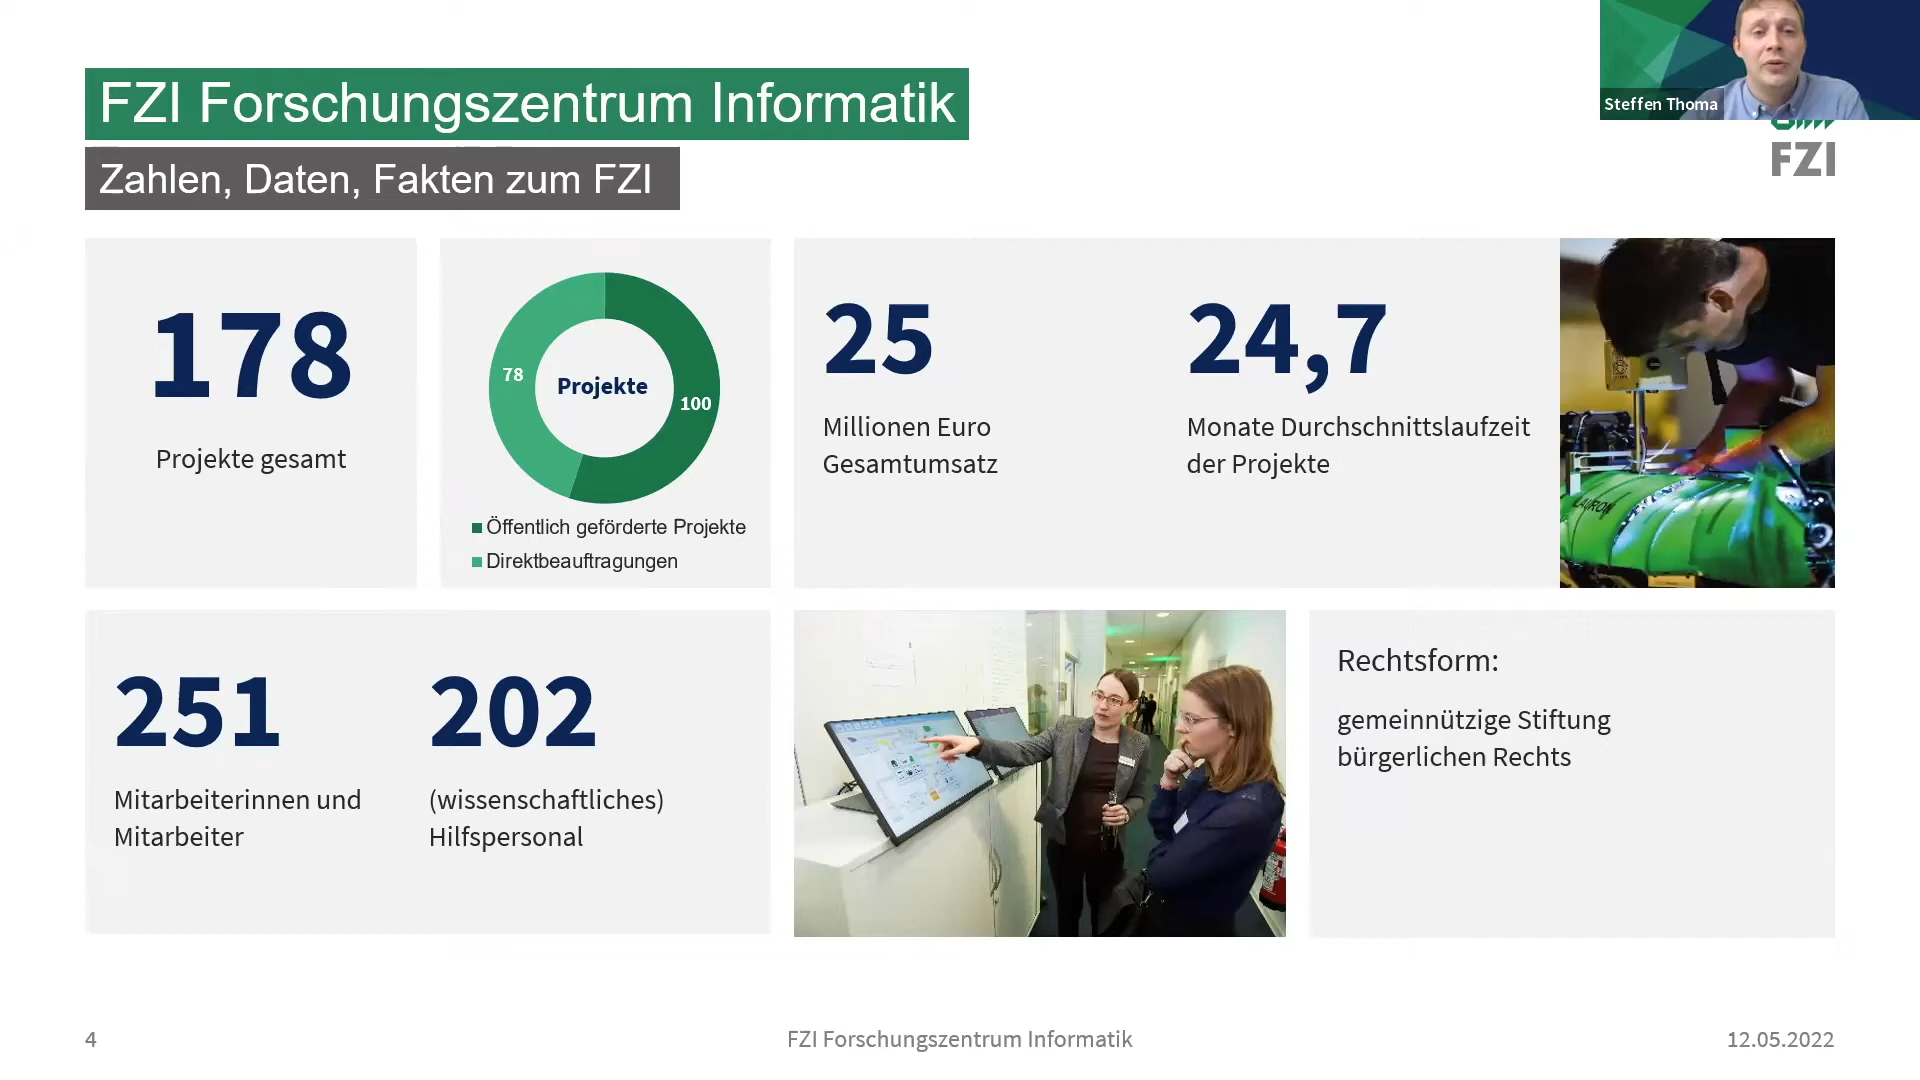 Steffen Thoma
FZI Forschungszentrum Informatik
Zahlen, Daten, Fakten zum FZI
FZI
178
Projekte gesamt
Projekte
78
100
Öffentlich geförderte Projekte
Direktbeauftragungen
25
Millionen Euro
Gesamtumsatz
24,7
Monate Durchschnittslaufzeit
der Projekte
LAURON
251
Mitarbeiterinnen und
Mitarbeiter
202
(wissenschaftliches)
Hilfspersonal
Rechtsform:
gemeinnützige Stiftung
bürgerlichen Rechts
4
FZI Forschungszentrum Informatik
12.05.2022